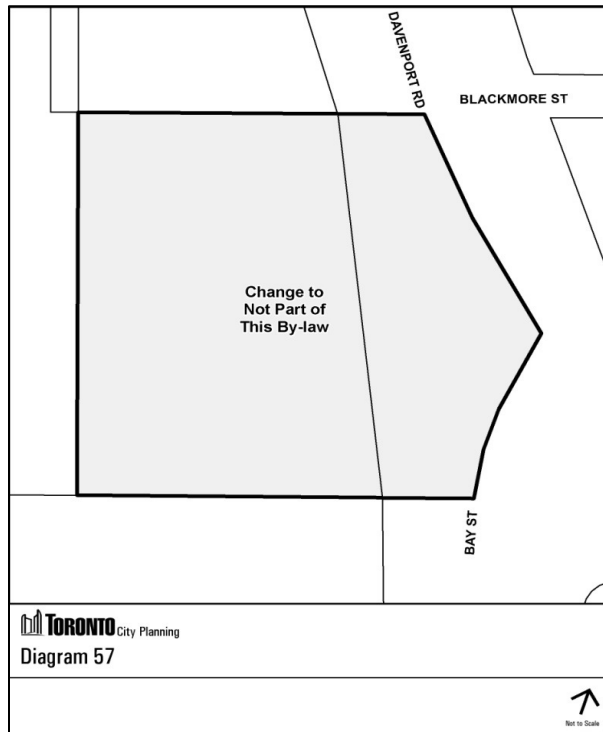 DAVENPORT RD
BLACKMORE ST
Change to
Not Part of
This By-law
BAY ST
TORONTO City Planning
Diagram 57
Not to Scale